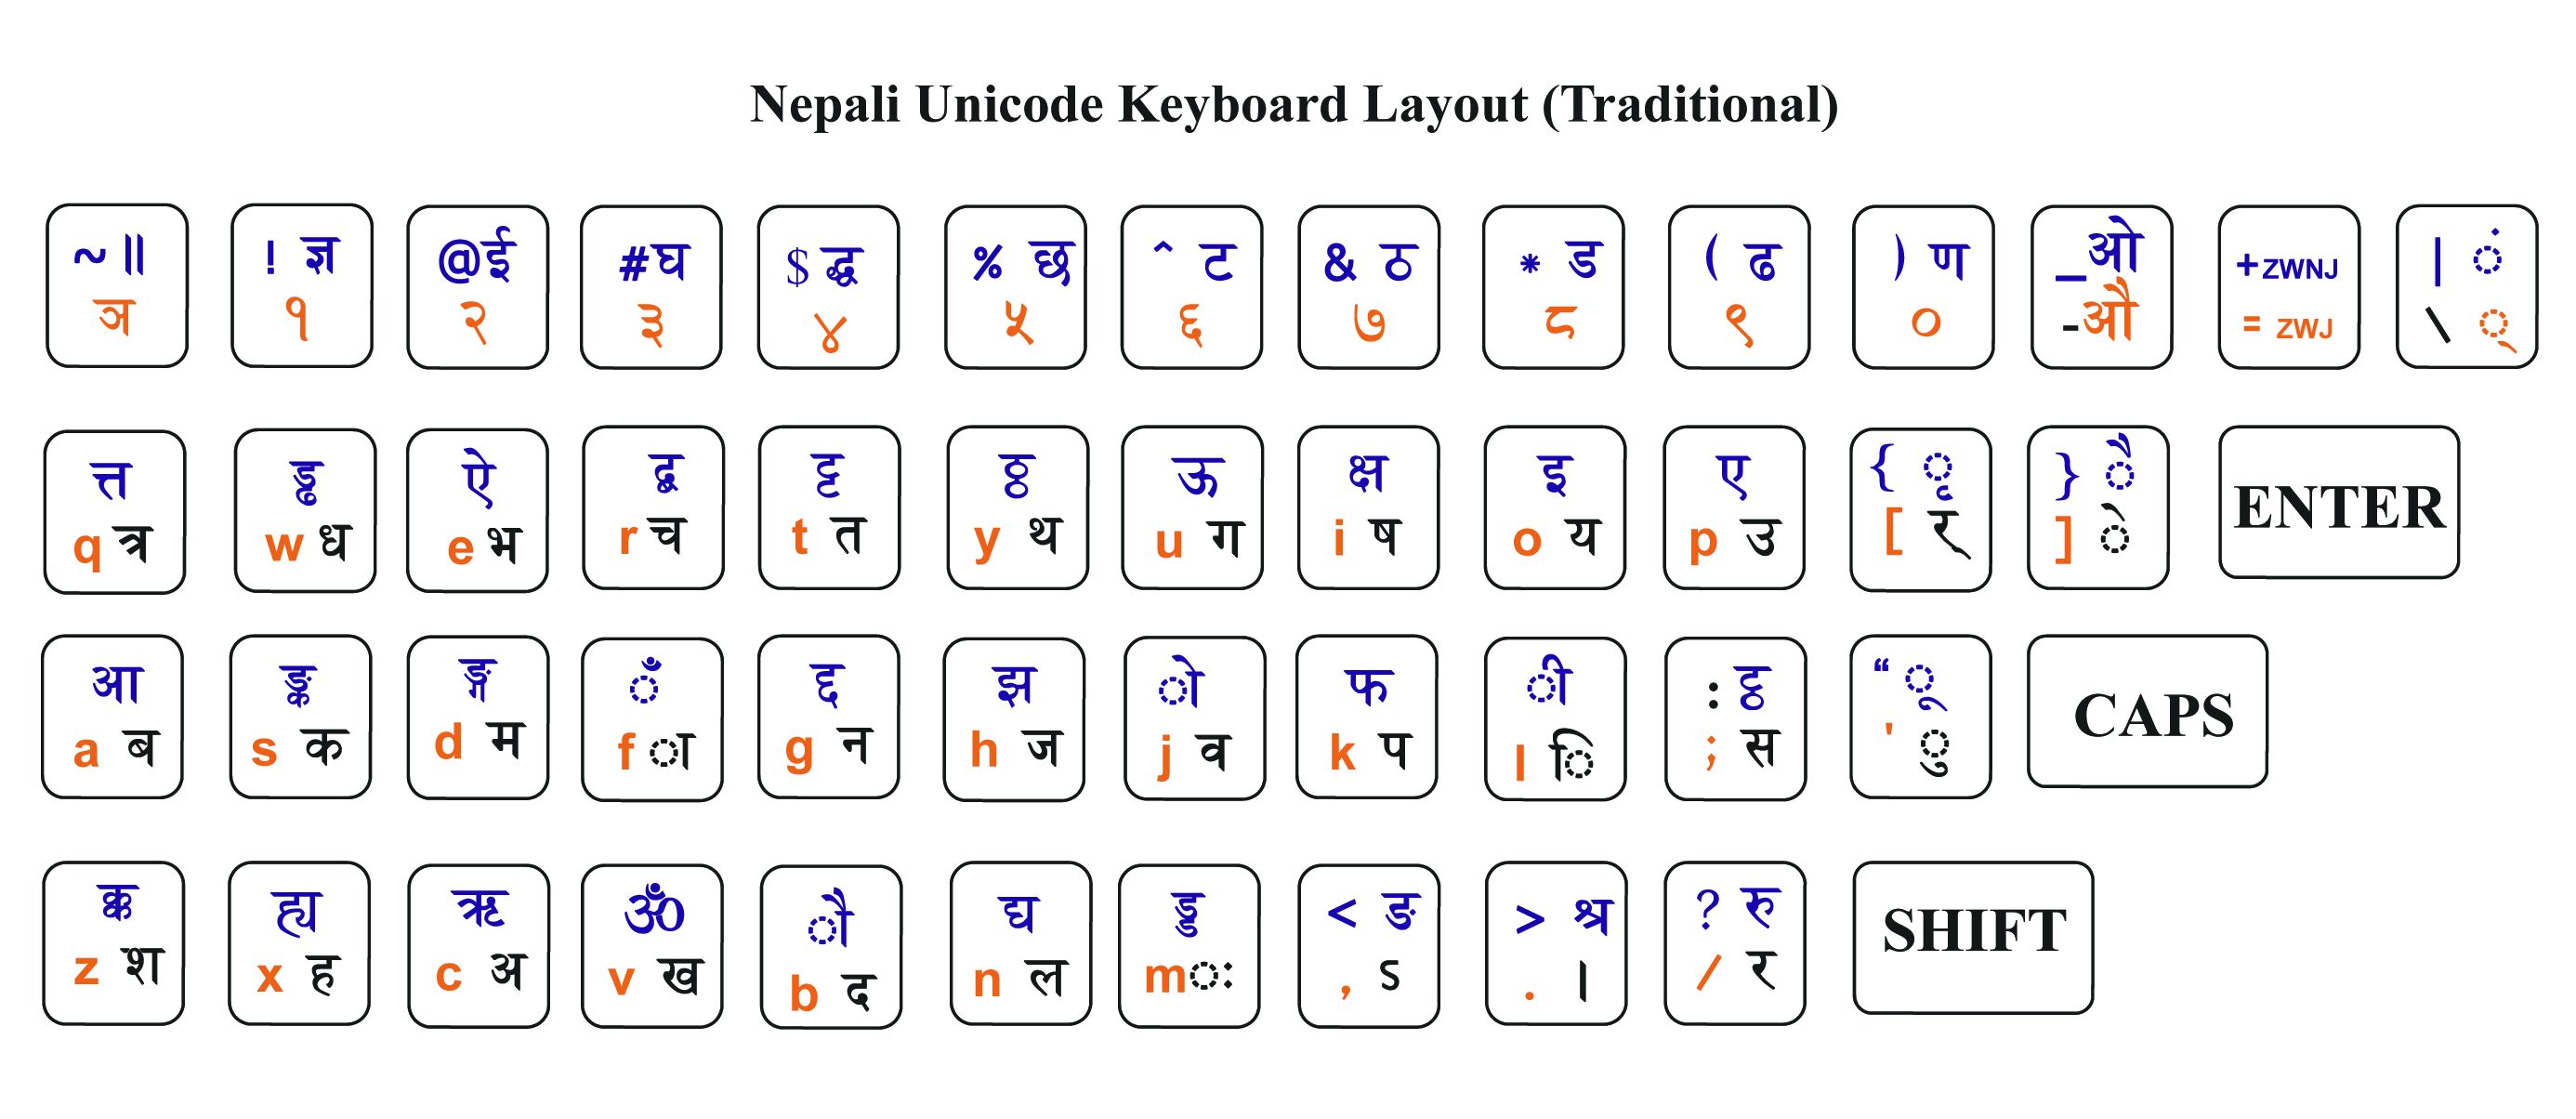 Nepali Unicode Keyboard Layout (Traditional)
~ ॥ ! ज्ञ @ ई # घ $ द्ध % छ ^ ट & ठ * ड ( ढ ) ण _ ओ + ZWNJ | ं
ञ १ २ ३ ४ ५ ६ ७ ८ ९ ० - औ = ZWJ \ ्
त्त ड्ढ ऐ द्ब ट्ट ठ्ठ ऊ क्ष इ ए { ृ } ै ENTER
q त्र w ध e भ r च t त y थ u ग i ष o य p उ [ र् ] े
आ ङ्क ङ्ग ँ द्द झ ो फ ी : ट्ठ “ ू CAPS
a ब s क d म f ा g न h ज j व k प l ि ; स ' ु
क्क ह्य ऋ ॐ ौ द्य ड्ड < ङ > श्र ? रु SHIFT
z श x ह c अ v ख b द n ल m ः , ऽ . । / र